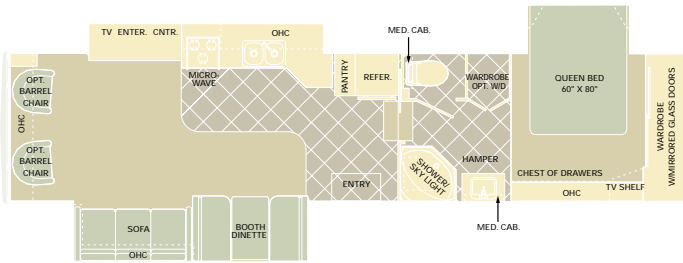 TV ENTER. CNTR.
OHC
MED. CAB.
MICRO-
WAVE
PANTRY
REFER.
WARDROBE
OPT. W/D
QUEEN BED
60" X 80"
WARDROBE
W/MIRRORED GLASS DOORS
OPT.
BARREL
CHAIR
OHC
OPT.
BARREL
CHAIR
ENTRY
SHOWER/
SKY LIGHT
HAMPER
CHEST OF DRAWERS
TV SHELF
OHC
SOFA
OHC
BOOTH
DINETTE
MED. CAB.